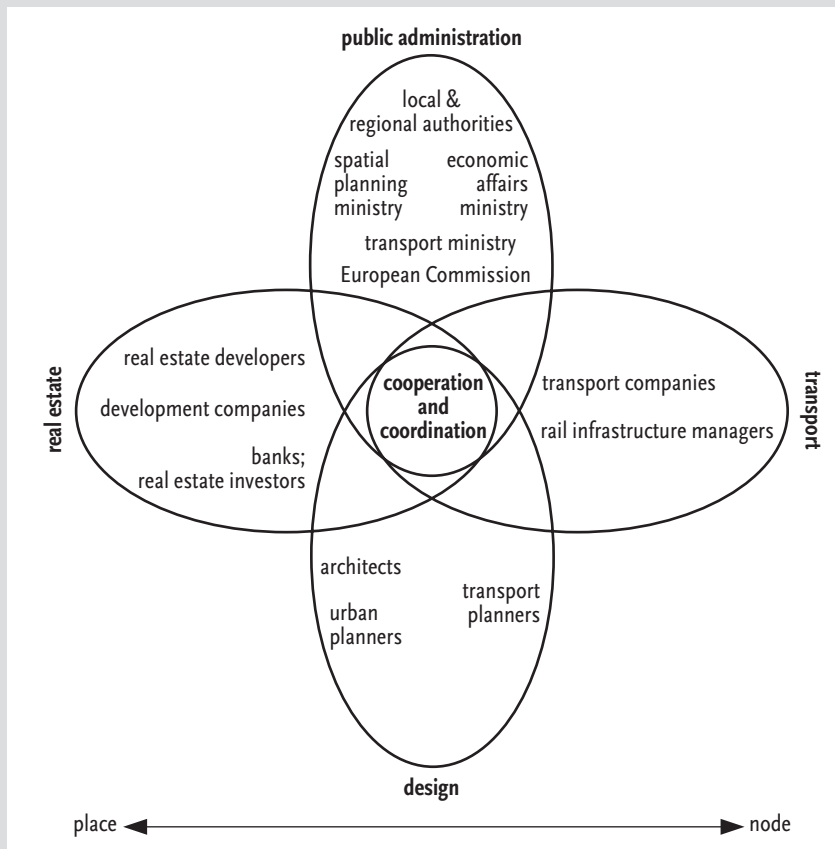 public administration
local &
regional authorities
spatial
planning
ministry
economic
affairs
ministry
transport ministry
European Commission
real estate
real estate developers
development companies
banks;
real estate investors
cooperation
and
coordination
transport companies
rail infrastructure managers
transport
architects
urban
planners
transport
planners
design
place
node